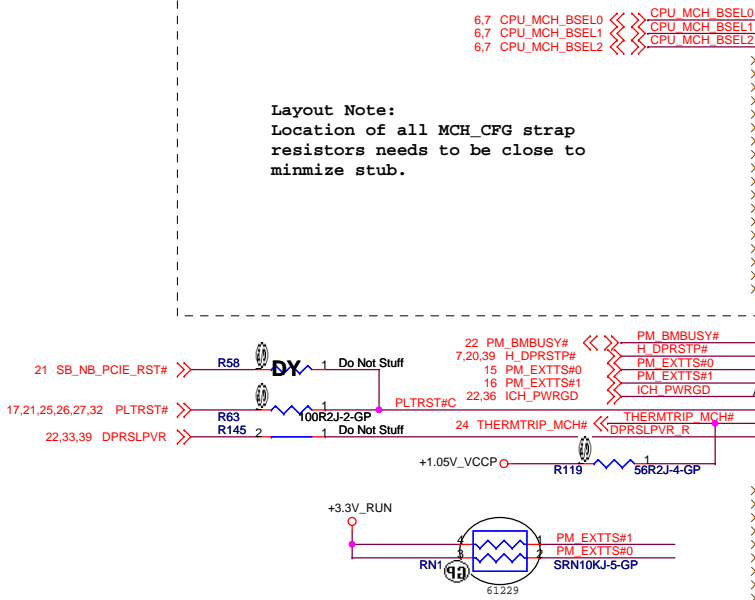 6,7 CPU_MCH_BSEL0 CPU_MCH_BSEL0
6,7 CPU_MCH_BSEL1 CPU_MCH_BSEL1
6,7 CPU_MCH_BSEL2 CPU_MCH_BSEL2
Layout Note:
Location of all MCH_CFG strap
resistors needs to be close to
minmize stub.
22 PM_BMBUSY# PM_BMBUSY#
7,20,39 H_DPRSTP# H_DPRSTP#
15 PM_EXTTS#0 PM_EXTTS#0
16 PM_EXTTS#1 PM_EXTTS#1
22,36 ICH_PWRGD ICH_PWRGD
21 SB_NB_PCIE_RST# R58 DY 1 Do Not Stuff
17,21,25,26,27,32 PLTRST# R63 1 100R2J-2-GP PLTRST#C
22,33,39 DPRSLPVR R145 2 1 Do Not Stuff
24 THERMTRIP_MCH# THERMTRIP_MCH#
DPRSLPVR_R
+1.05V_VCCP R119 1 56R2J-4-GP
+3.3V_RUN
4 1 PM_EXTTS#1
3 2 PM_EXTTS#0
RN1 GP SRN10KJ-5-GP
61229